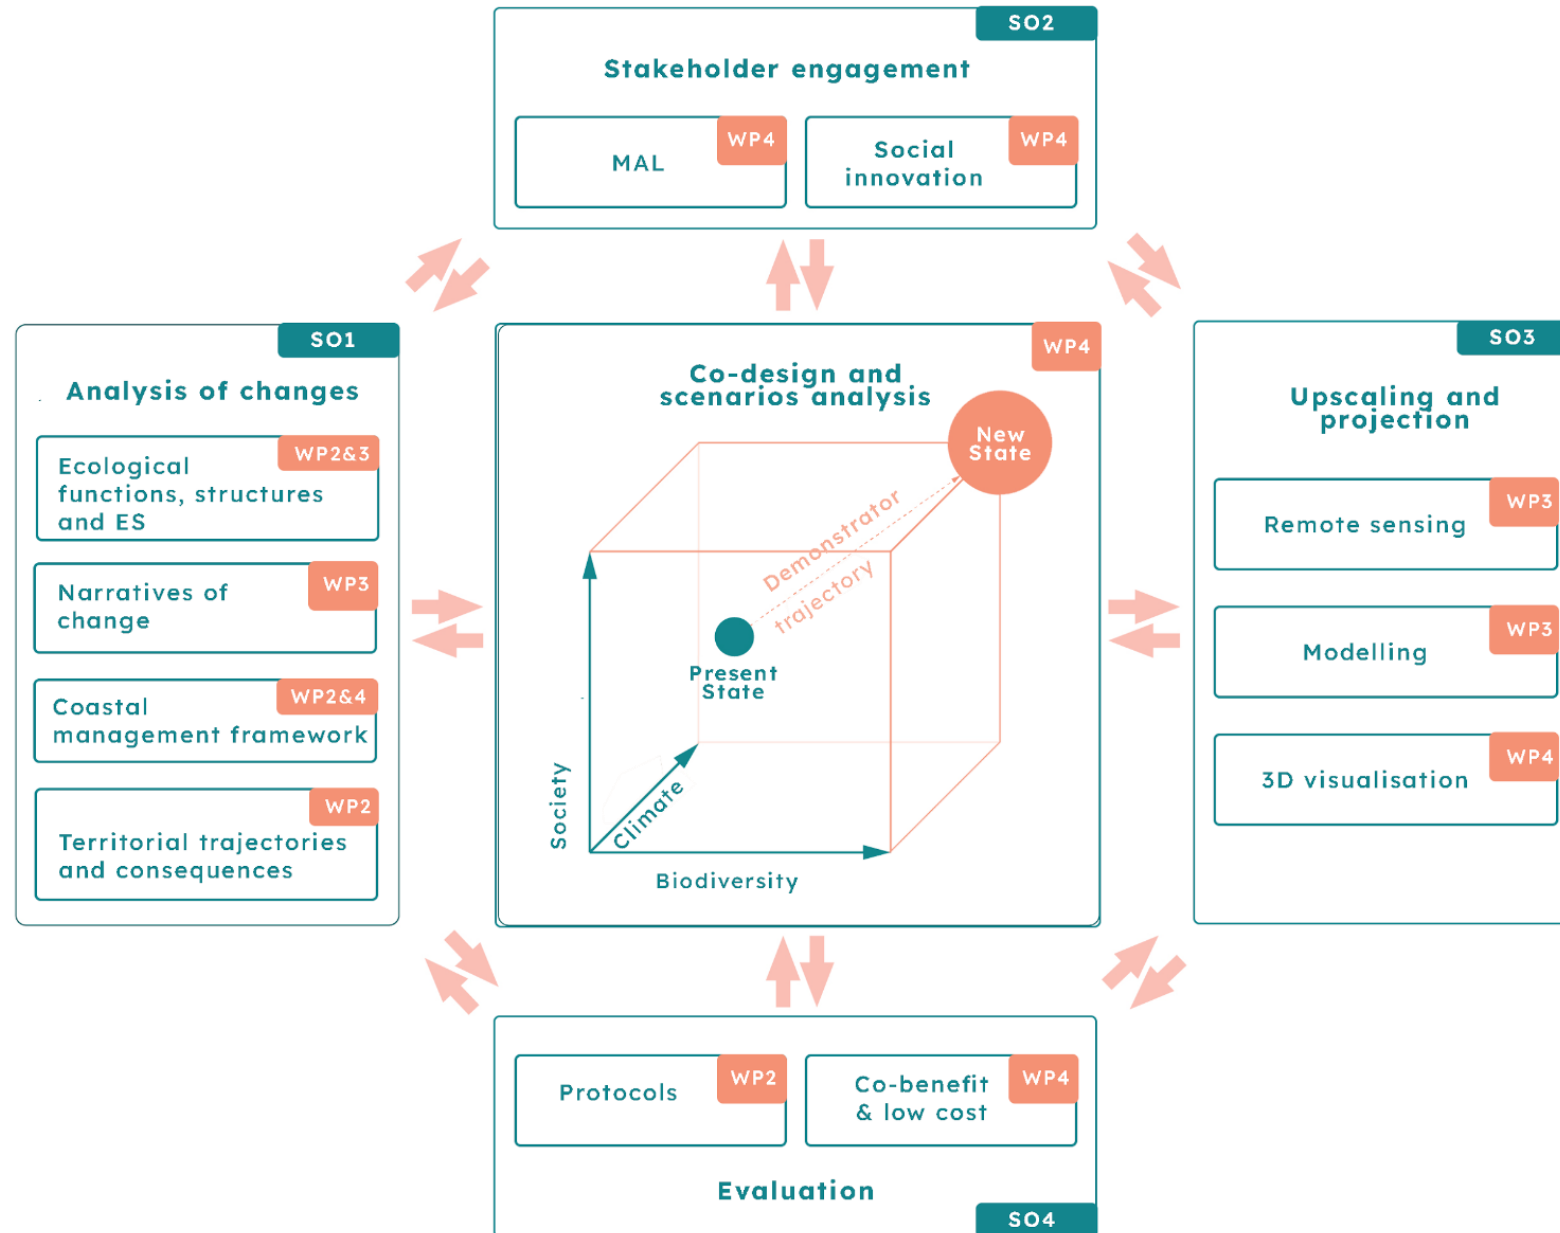 SO2
Stakeholder engagement
WP4
MAL
WP4
Social
innovation
SO1
Analysis of changes
WP2&3
Ecological
functions, structures
and ES
WP3
Narratives of
change
WP2&4
Coastal
management framework
WP2
Territorial trajectories
and consequences
WP4
Co-design and
scenarios analysis
New
State
Demonstrator
trajectory
Present
State
Society
Climate
Biodiversity
SO3
Upscaling and
projection
WP3
Remote sensing
WP3
Modelling
WP4
3D visualisation
WP2
Protocols
WP4
Co-benefit
& low cost
Evaluation
SO4